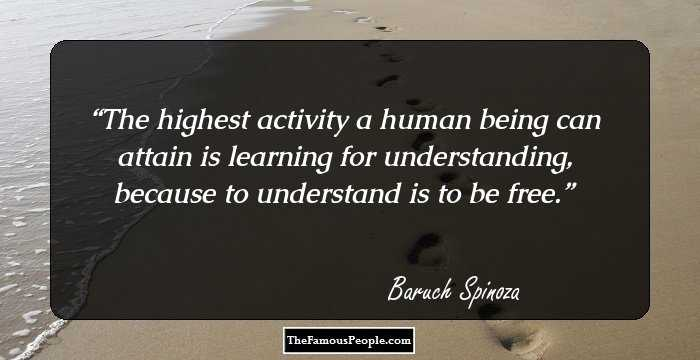 “The highest activity a human being can
attain is learning for understanding,
because to understand is to be free.”
Baruch Spinoza
TheFamousPeople.com